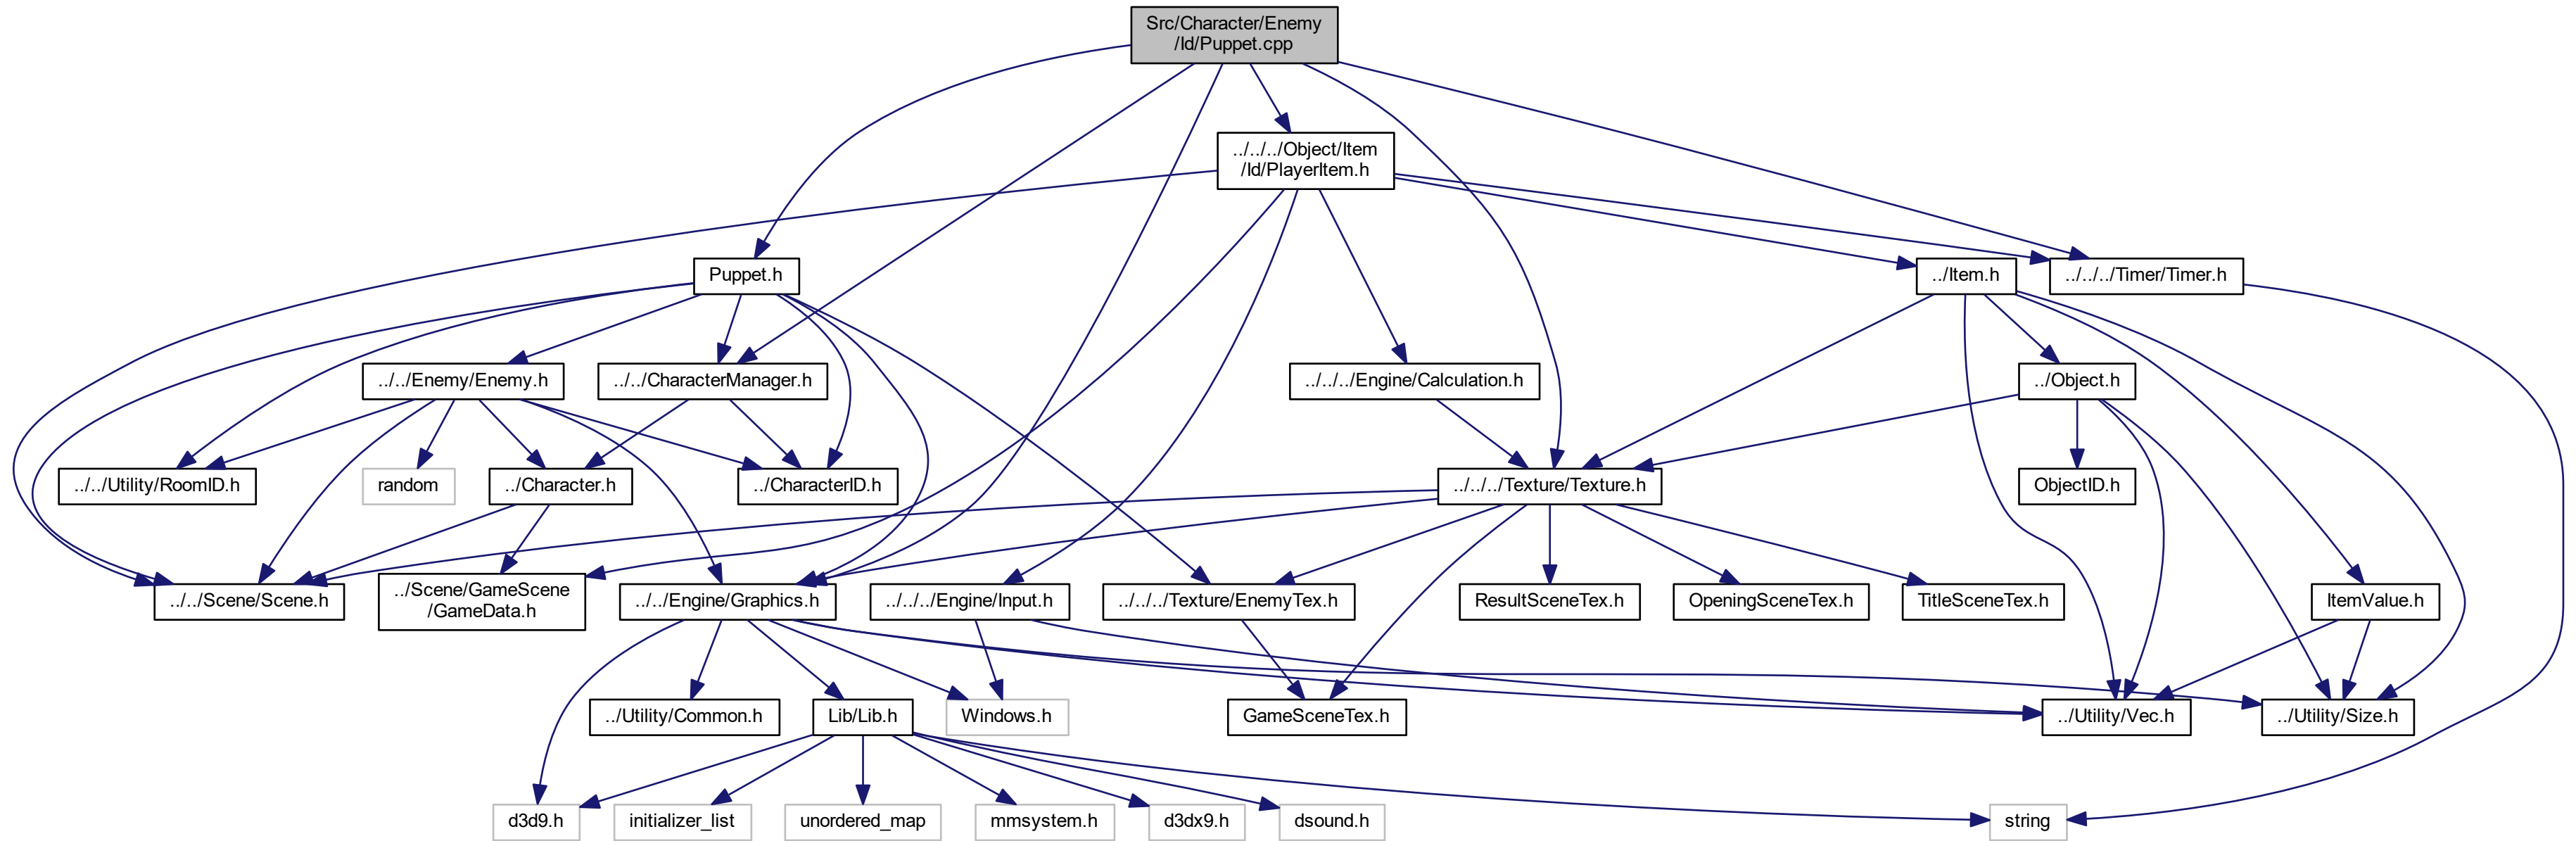 Src/Character/Enemy
/Id/Puppet.cpp
../../../Object/Item
/Id/PlayerItem.h
Puppet.h
../Item.h
../../../Timer/Timer.h
../../Enemy/Enemy.h
../../CharacterManager.h
../../../Engine/Calculation.h
../Object.h
../../Utility/RoomID.h
random
../Character.h
../CharacterID.h
../../../Texture/Texture.h
ObjectID.h
../../Scene/Scene.h
../Scene/GameScene
/GameData.h
../../Engine/Graphics.h
../../../Engine/Input.h
../../../Texture/EnemyTex.h
ResultSceneTex.h
OpeningSceneTex.h
TitleSceneTex.h
ItemValue.h
../Utility/Common.h
Lib/Lib.h
Windows.h
GameSceneTex.h
../Utility/Vec.h
../Utility/Size.h
d3d9.h
initializer_list
unordered_map
mmsystem.h
d3dx9.h
dsound.h
string